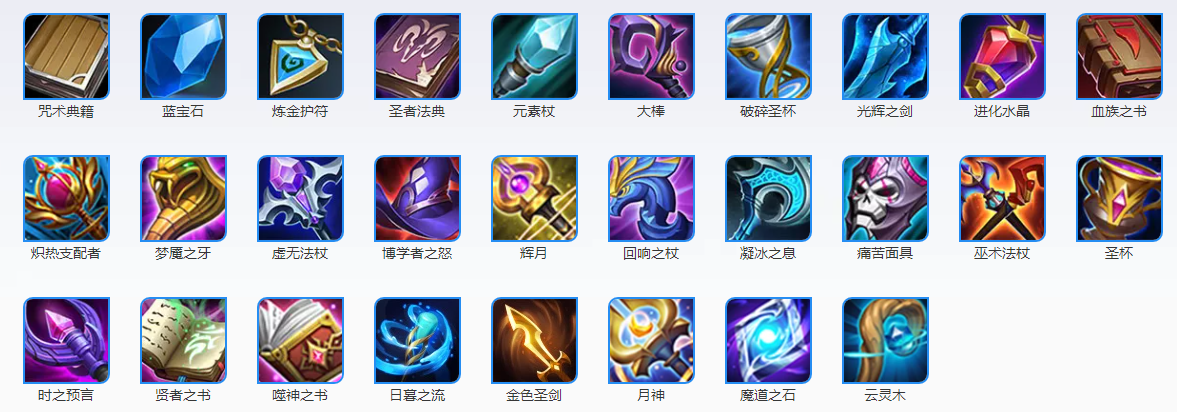 咒术典籍 蓝宝石 炼金护符 圣者法典 元素杖 大棒 破碎圣杯 光辉之剑 进化水晶 血族之书
炽热支配者 梦魇之牙 虚无法杖 博学者之怒 辉月 回响之杖 凝冰之息 痛苦面具 巫术法杖 圣杯
时之预言 贤者之书 噬神之书 日暮之流 金色圣剑 月神 魔道之石 云灵木